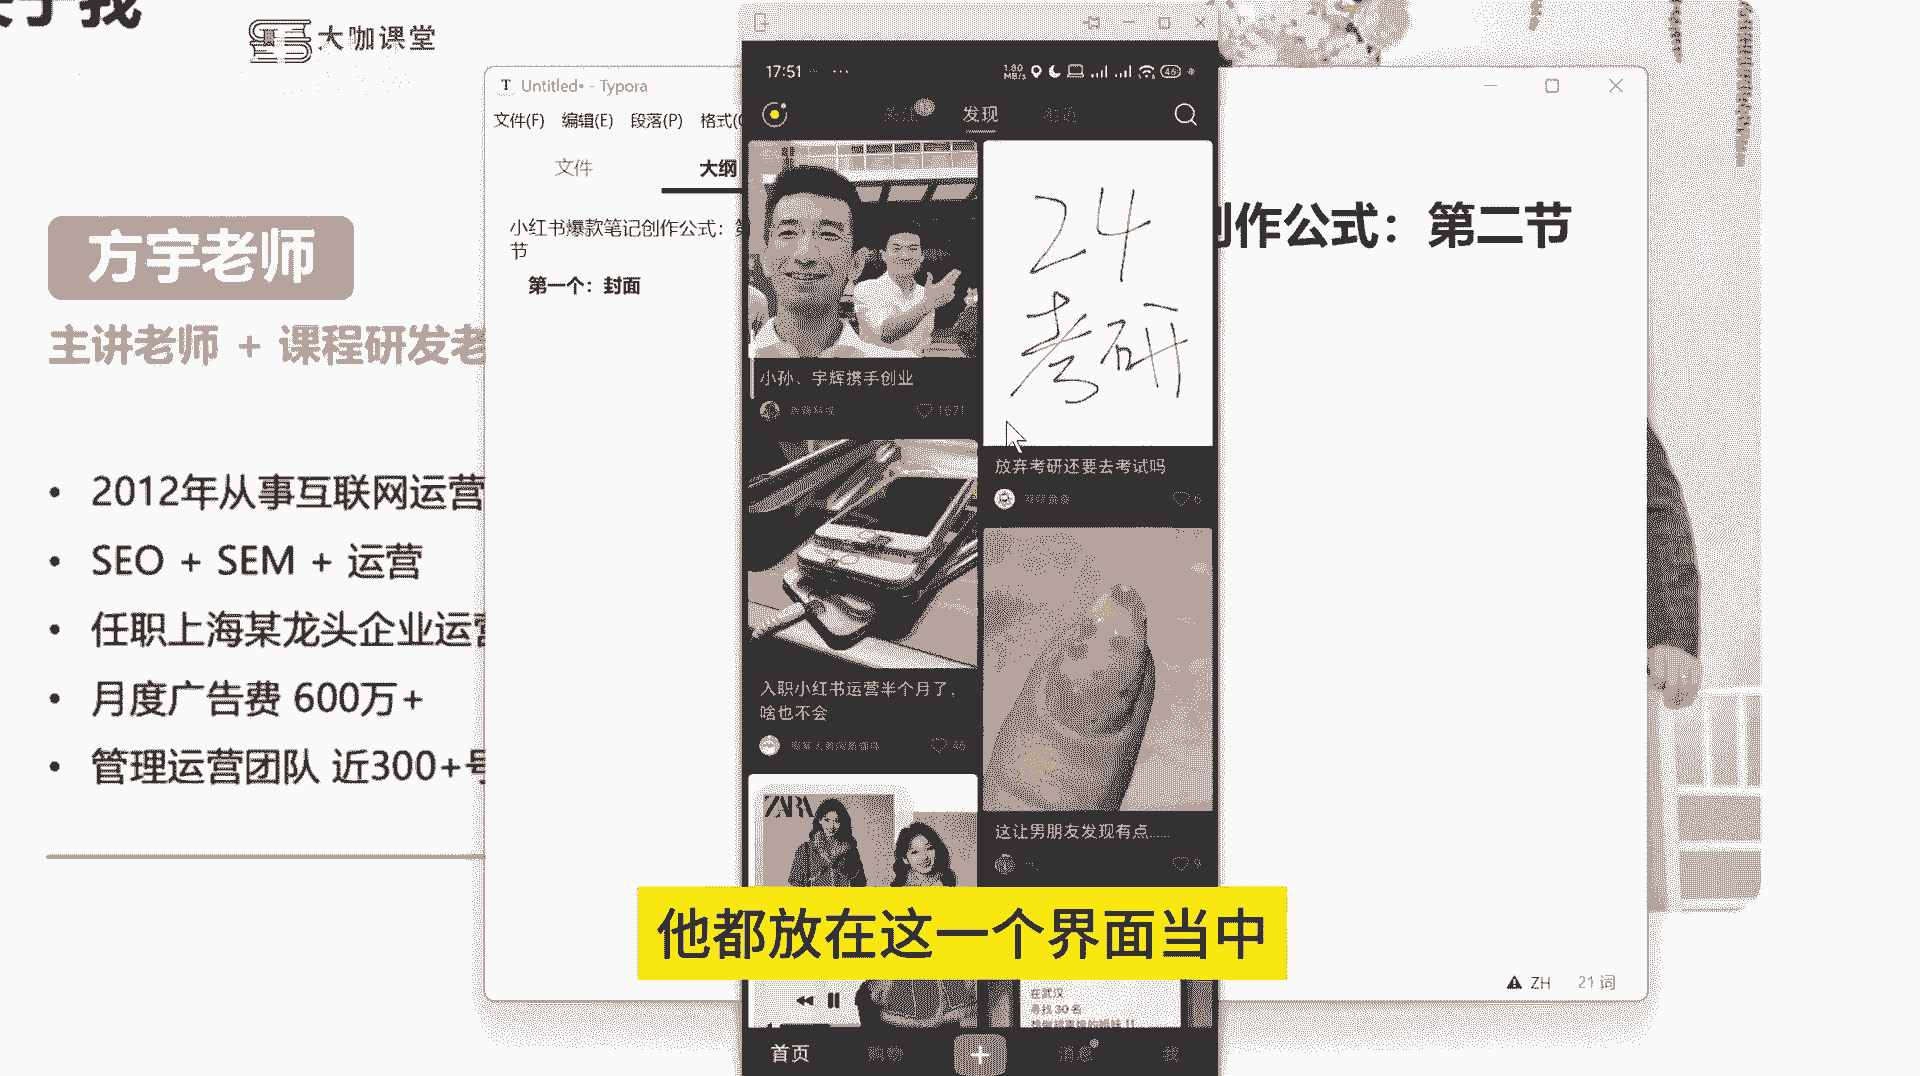 大咖课堂
方宇老师
主讲老师 + 课程研发老
• 2012年从事互联网运营
• SEO + SEM + 运营
• 任职上海某龙头企业运营
• 月度广告费 600万+
• 管理运营团队 近300+号
Untitled• - Typora
文件(F) 编辑(E) 段落(P) 格式(O
文件 大纲
小红书爆款笔记创作公式：第
节
第一个：封面
创作公式：第二节
ZH 21 词
17:51 ...
1.80 MB/s 46
发现
24
考研
小孙、宇辉携手创业
1671
放弃考研还要去考试吗
6
入职小红书运营半个月了，
啥也不会
46
这让男朋友发现有点......
9
ZARA
在武汉
寻找30名
他都放在这一个界面当中
首页 购物 + 消息 我